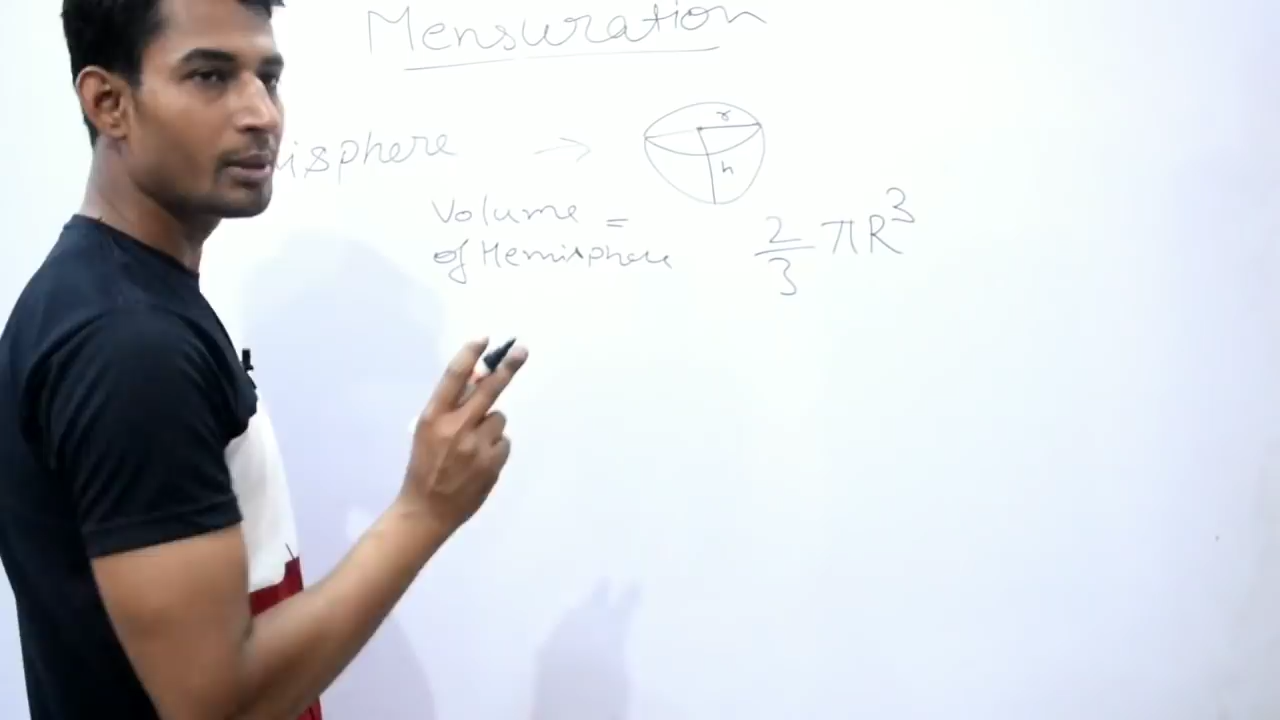 Mensuration
isphere →
r
h
Volume =
of Hemisphere
2/3 πR³